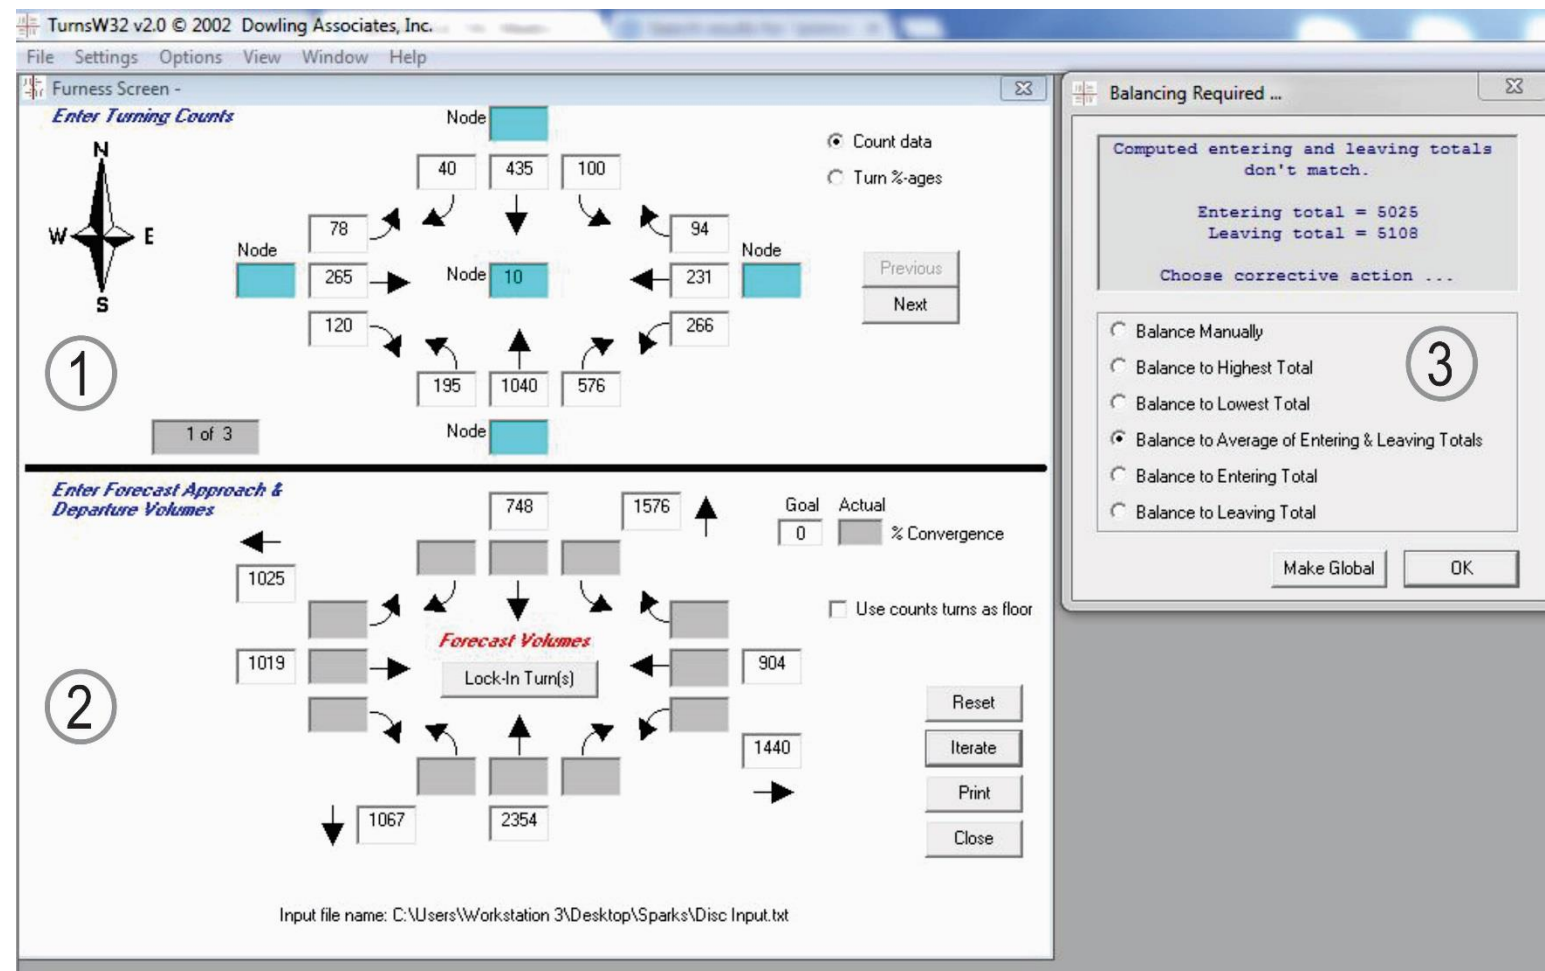 TurnsW32 v2.0 © 2002 Dowling Associates, Inc.
File Settings Options View Window Help
Furness Screen -
Enter Turning Counts
N
W E
S
Node
40 435 100
78
Node
265
120
Node 10
94
231
Node
266
195 1040 576
Node
Count data
Turn %-ages
Previous
Next
1
1 of 3
Enter Forecast Approach &
Departure Volumes
748
1576
Goal Actual
0 % Convergence
1025
Use counts turns as floor
Forecast Volumes
Lock-In Turn(s)
1019
904
1440
1067
2354
2
Reset
Iterate
Print
Close
Input file name: C:\Users\Workstation 3\Desktop\Sparks\Disc Input.txt
Balancing Required ...
Computed entering and leaving totals
don't match.
Entering total = 5025
Leaving total = 5108
Choose corrective action ...
Balance Manually
Balance to Highest Total
Balance to Lowest Total
Balance to Average of Entering & Leaving Totals
Balance to Entering Total
Balance to Leaving Total
3
Make Global
OK